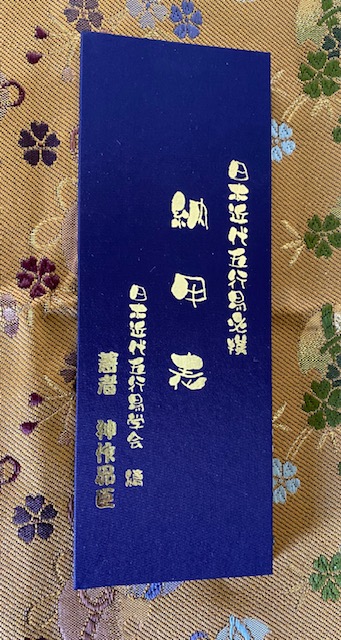 日本近代五行易
納甲表
日本近代五行易学会 編
著者 神作昂臣